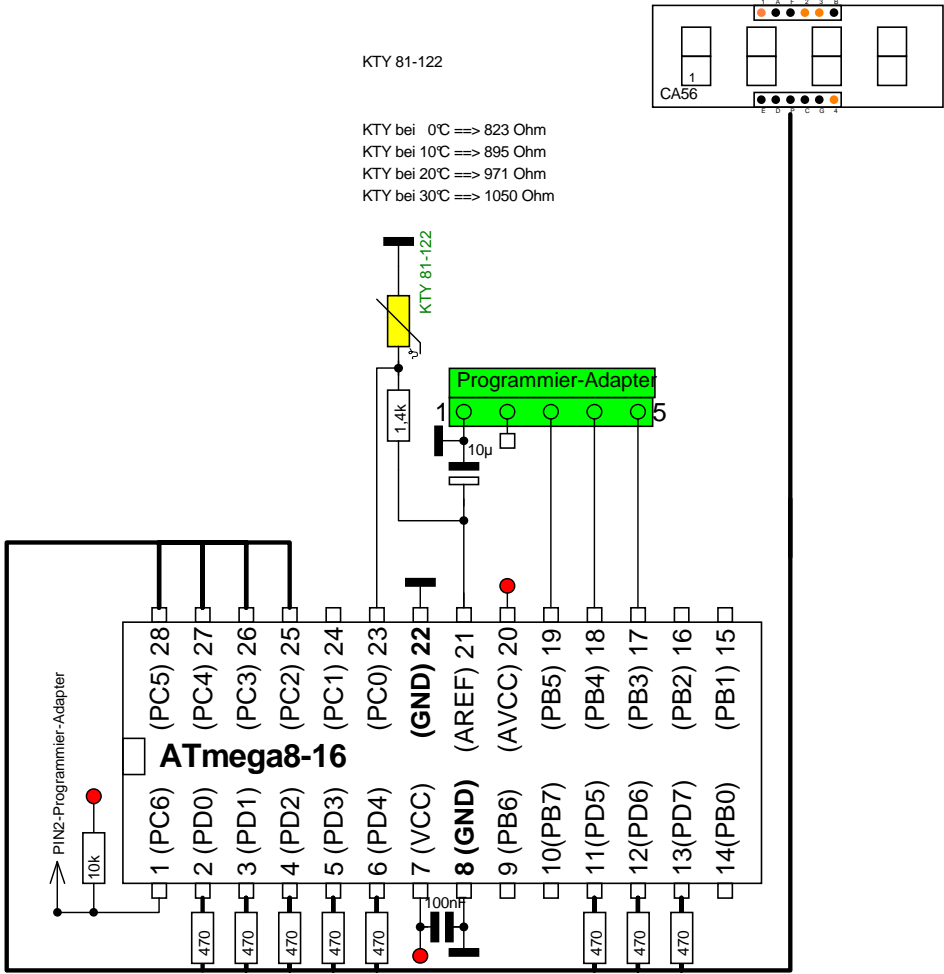 1 A F 2 3 B
1
CA56
E D P C G 4
KTY 81-122
KTY bei 0°C ==> 823 Ohm
KTY bei 10°C ==> 895 Ohm
KTY bei 20°C ==> 971 Ohm
KTY bei 30°C ==> 1050 Ohm
KTY 81-122
Programmier-Adapter
1
5
1,4k
10µ
(PC5) 28
(PC4) 27
(PC3) 26
(PC2) 25
(PC1) 24
(PC0) 23
(GND) 22
(AREF) 21
(AVCC) 20
(PB5) 19
(PB4) 18
(PB3) 17
(PB2) 16
(PB1) 15
ATmega8-16
PIN2-Programmier-Adapter
10k
1 (PC6)
2 (PD0)
3 (PD1)
4 (PD2)
5 (PD3)
6 (PD4)
7 (VCC)
8 (GND)
9 (PB6)
10(PB7)
11(PD5)
12(PD6)
13(PD7)
14(PB0)
100nF
470
470
470
470
470
470
470
470